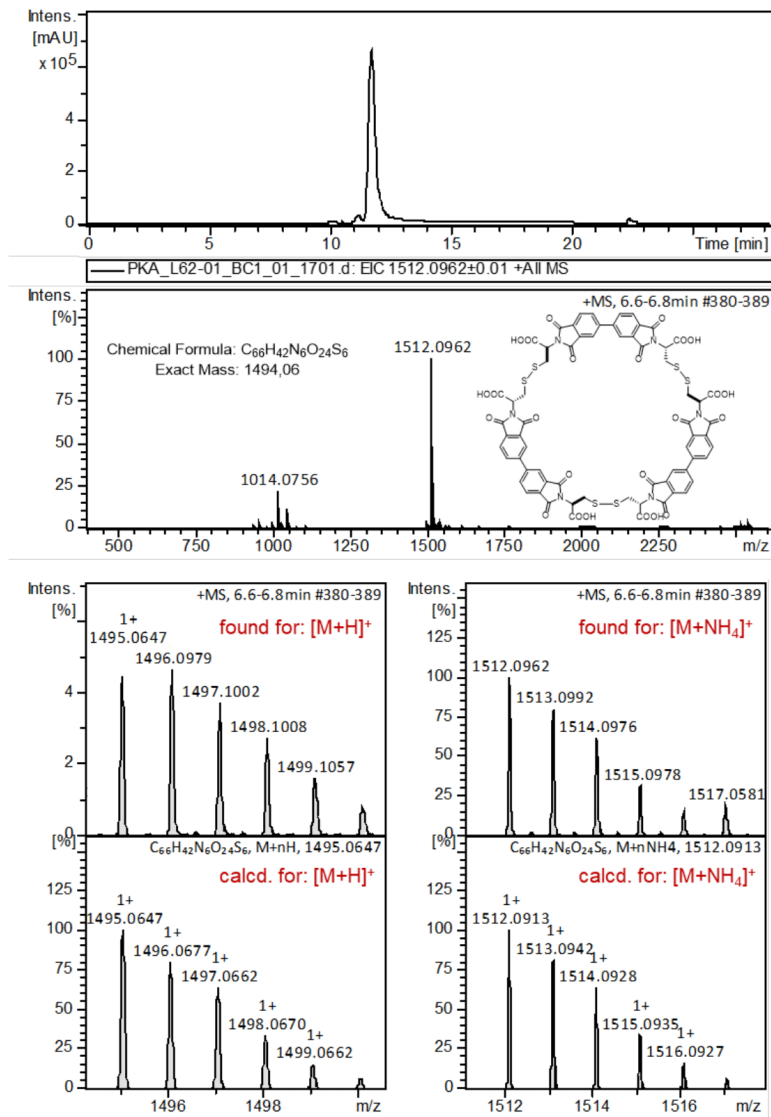 Intens.
[mAU]
x10⁵
4
2
0
0 5 10 15 20 Time [min]
PKA_L62-01_BC1_01_1701.d: EIC 1512.0962±0.01 +All MS
Intens.
[%]
+MS, 6.6-6.8min #380-389
100
75
50
25
0
Chemical Formula: C₆₆H₄₂N₆O₂₄S₆
Exact Mass: 1494,06
1014.0756
1512.0962
O O O O
HOOC N N COOH
O O O O
S S S S
HOOC COOH
O N O O N O
O N O O N O
COOH S S COOH
500 750 1000 1250 1500 1750 2000 2250 m/z
Intens.
[%]
+MS, 6.6-6.8min #380-389
found for: [M+H]⁺
4
2
0
1+
1495.0647
1496.0979
1497.1002
1498.1008
1499.1057
[%]
C₆₆H₄₂N₆O₂₄S₆, M+nH, 1495.0647
calcd. for: [M+H]⁺
125
100
75
50
25
0
1+
1495.0647
1+
1496.0677
1+
1497.0662
1+
1498.0670
1+
1499.0662
1496 1498 m/z
Intens.
[%]
+MS, 6.6-6.8min #380-389
found for: [M+NH₄]⁺
125
100
75
50
25
0
1512.0962
1513.0992
1514.0976
1515.0978
1517.0581
[%]
C₆₆H₄₂N₆O₂₄S₆, M+nNH4, 1512.0913
calcd. for: [M+NH₄]⁺
125
100
75
50
25
0
1+
1512.0913
1+
1513.0942
1+
1514.0928
1+
1515.0935
1+
1516.0927
1512 1514 1516 m/z